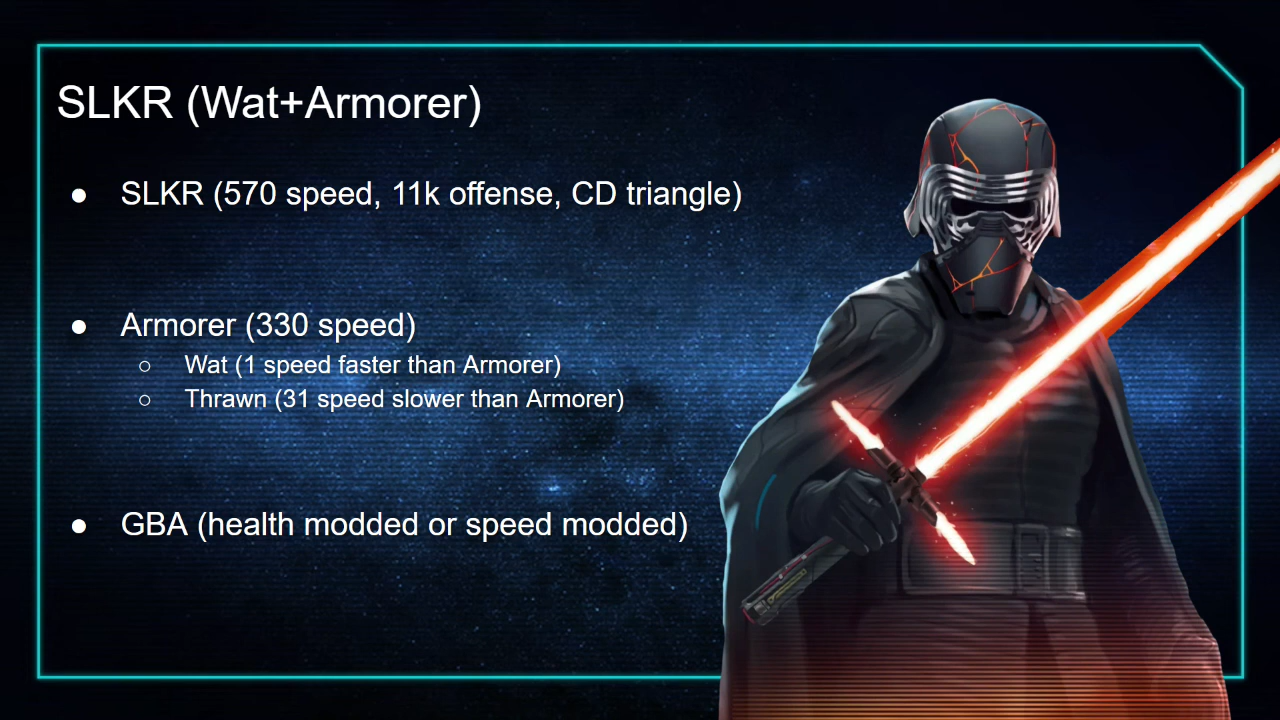 SLKR (Wat+Armorer)
● SLKR (570 speed, 11k offense, CD triangle)
● Armorer (330 speed)
○ Wat (1 speed faster than Armorer)
○ Thrawn (31 speed slower than Armorer)
● GBA (health modded or speed modded)